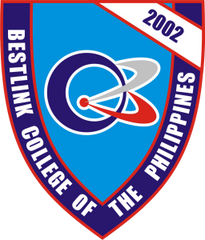 2002
BESTLINK COLLEGE OF THE PHILIPPINES